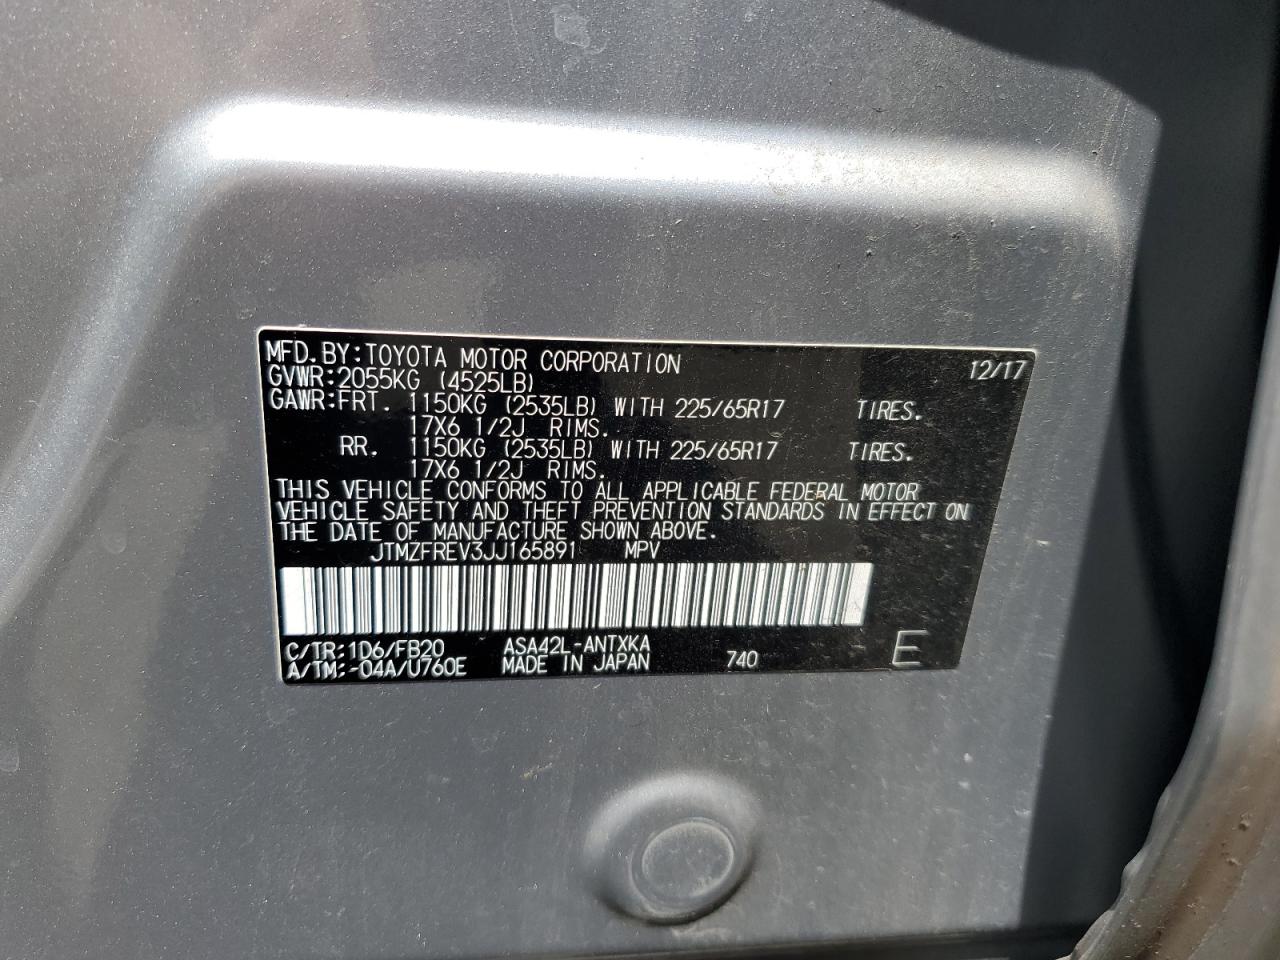 MFD.BY:TOYOTA MOTOR CORPORATION 12/17
GVWR:2055KG (4525LB)
GAWR:FRT. 1150KG (2535LB) WITH 225/65R17 TIRES.
17X6 1/2J RIMS.
RR. 1150KG (2535LB) WITH 225/65R17 TIRES.
17X6 1/2J RIMS.
THIS VEHICLE CONFORMS TO ALL APPLICABLE FEDERAL MOTOR
VEHICLE SAFETY AND THEFT PREVENTION STANDARDS IN EFFECT ON
THE DATE OF MANUFACTURE SHOWN ABOVE.
JTMZFREV3JJ165891 MPV
C/TR:1D6/FB20 ASA42L-ANTXKA
A/TM:-04A/U760E MADE IN JAPAN 740 E